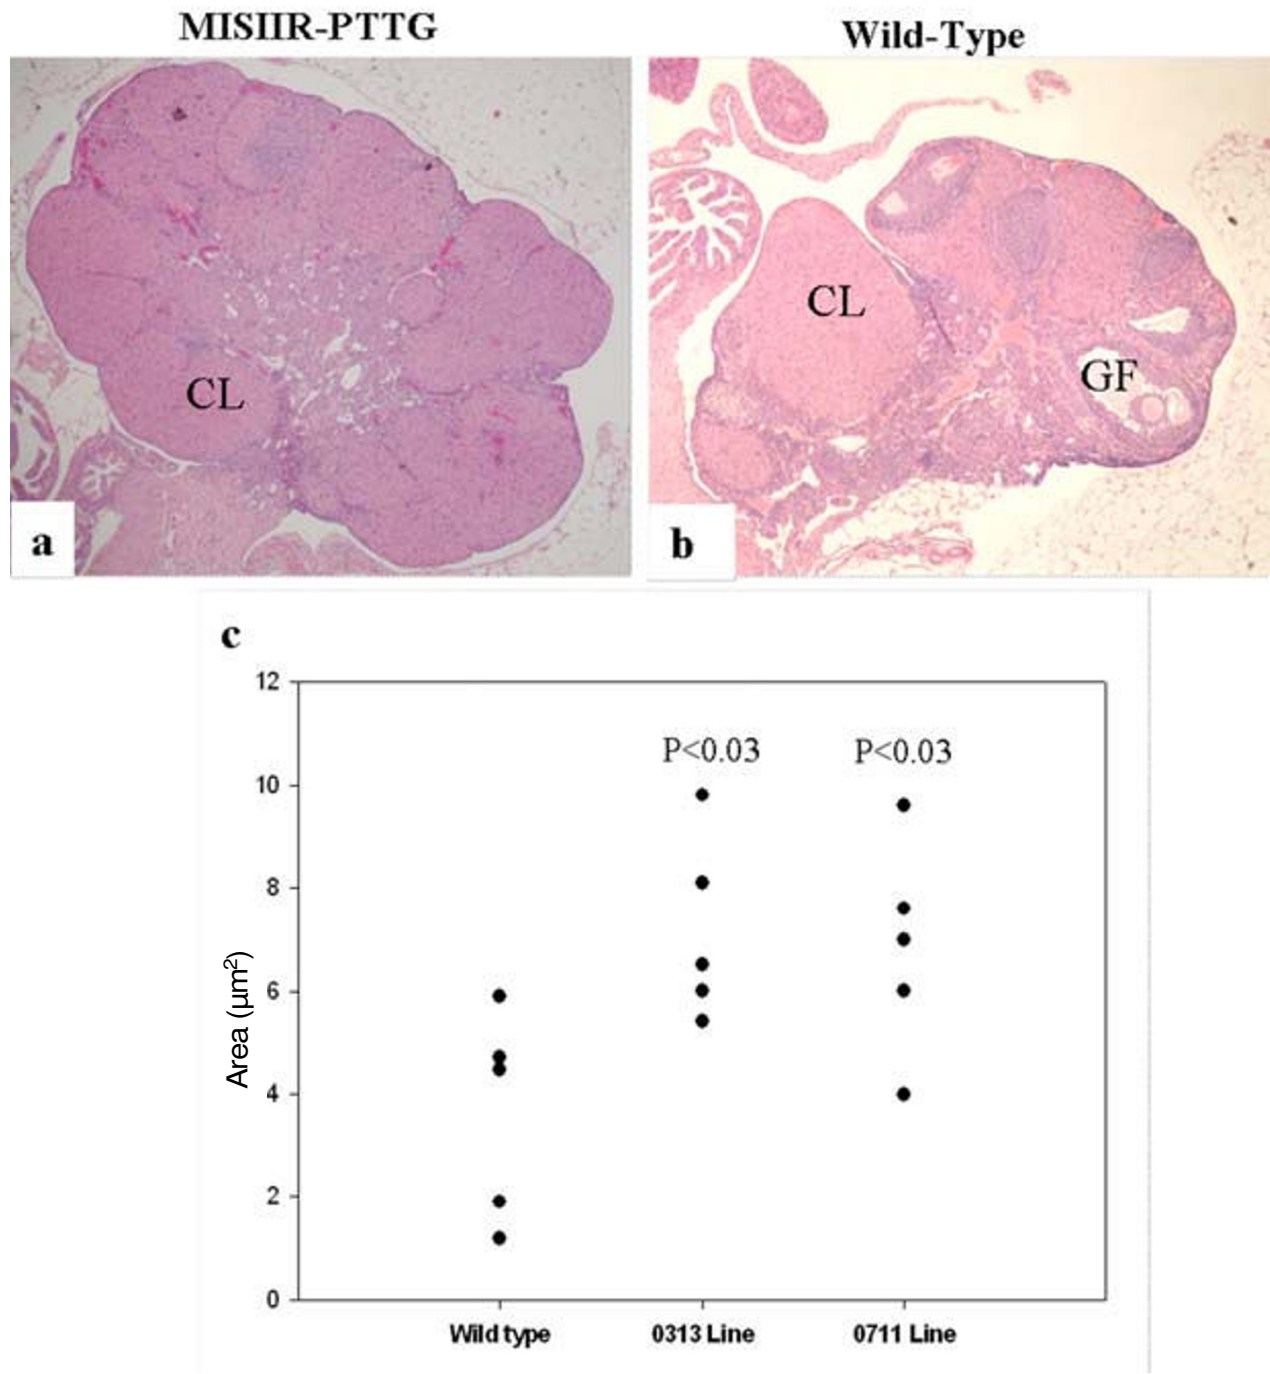 MISIIR-PTTG
Wild-Type
CL
a
CL
GF
b
c
12
10
8
6
4
2
0
Area (µm²)
P<0.03
P<0.03
Wild type
0313 Line
0711 Line